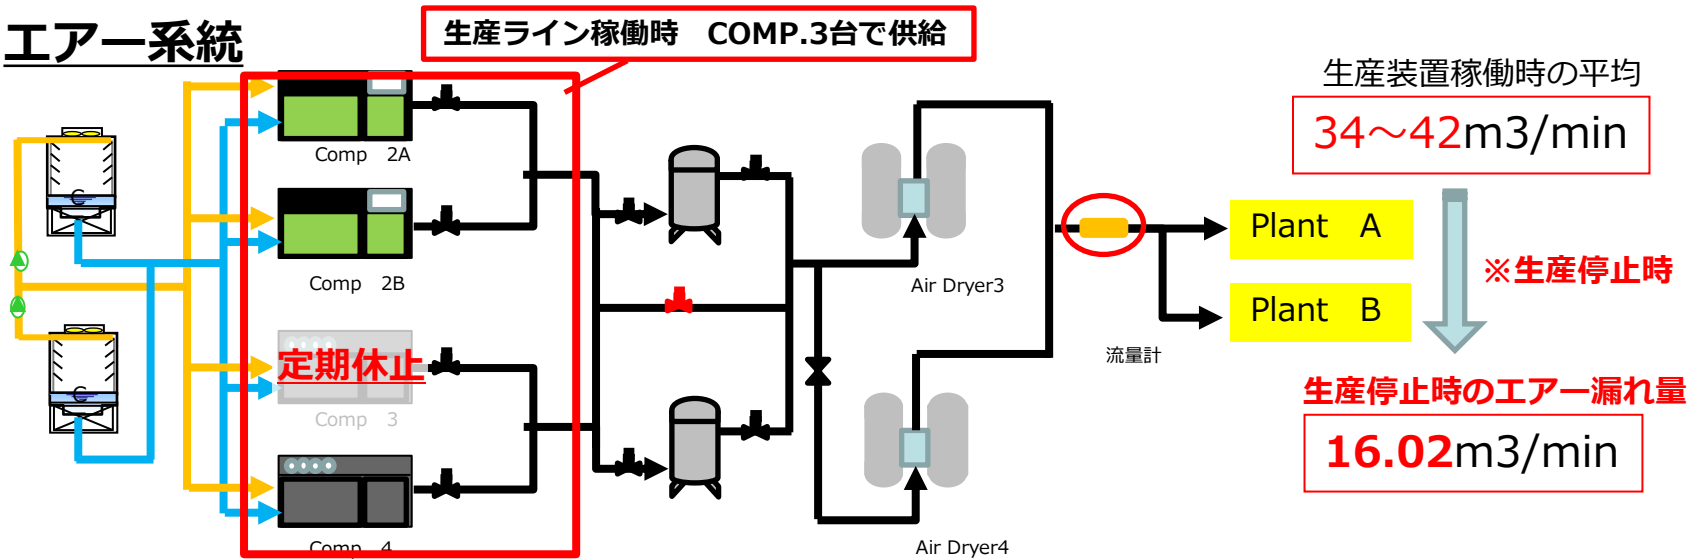 エアー系統
生産ライン稼働時　COMP.3台で供給
Comp　2A
Comp　2B
定期休止
Comp　3
Comp　4
Air Dryer3
Air Dryer4
流量計
Plant　A
Plant　B
生産装置稼働時の平均
34～42m3/min
※生産停止時
生産停止時のエアー漏れ量
16.02m3/min